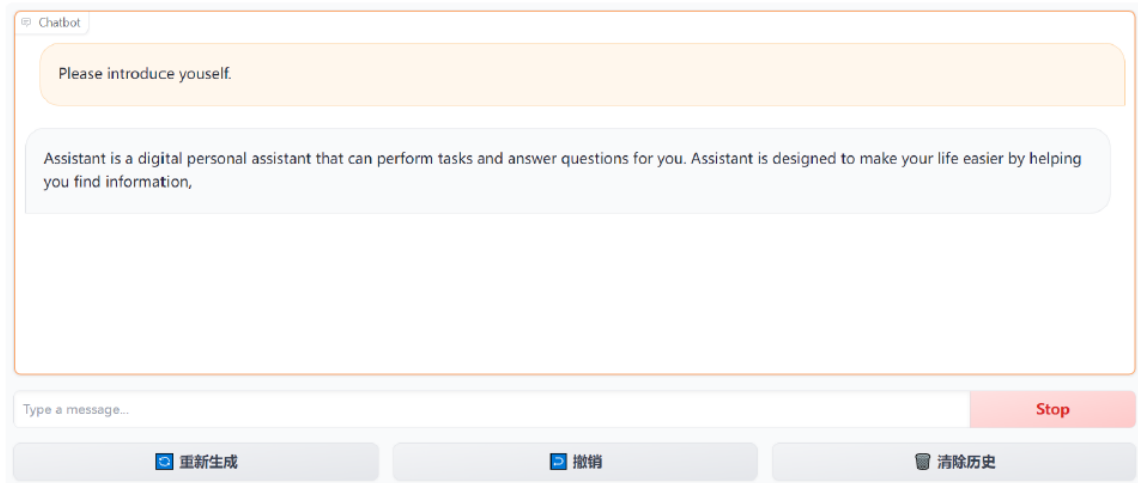 Chatbot
Please introduce youself.
Assistant is a digital personal assistant that can perform tasks and answer questions for you. Assistant is designed to make your life easier by helping
you find information,
Type a message...
Stop
重新生成
撤销
清除历史